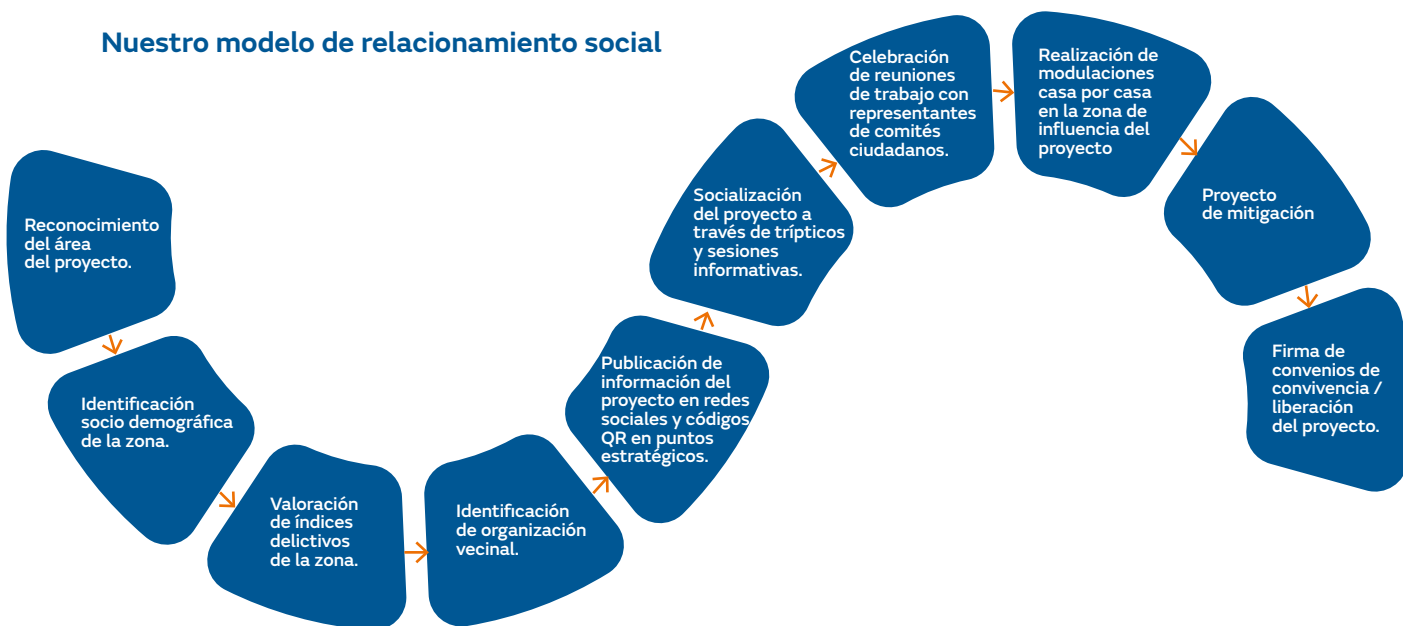 Nuestro modelo de relacionamiento social
Reconocimiento
del área
del proyecto.
Identificación
socio demográfica
de la zona.
Valoración
de índices
delictivos
de la zona.
Identificación
de organización
vecinal.
Publicación de
información del
proyecto en redes
sociales y códigos
QR en puntos
estratégicos.
Socialización
del proyecto a
través de trípticos
y sesiones
informativas.
Celebración
de reuniones
de trabajo con
representantes
de comités
ciudadanos.
Realización de
modulaciones
casa por casa
en la zona de
influencia del
proyecto
Proyecto
de mitigación
Firma de
convenios de
convivencia /
liberación
del proyecto.